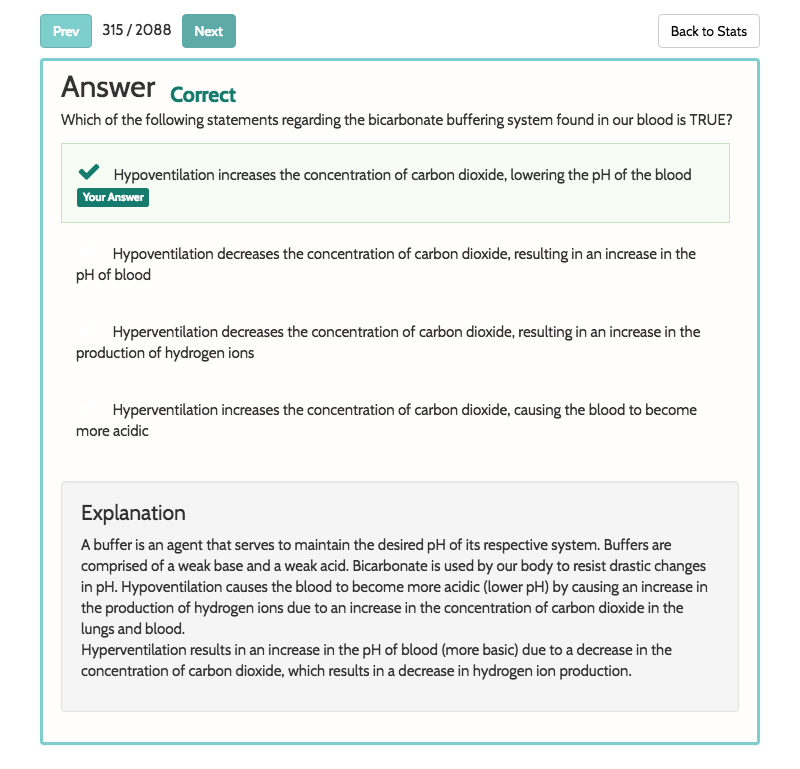 Prev 315 / 2088 Next Back to Stats
Answer Correct
Which of the following statements regarding the bicarbonate buffering system found in our blood is TRUE?
Hypoventilation increases the concentration of carbon dioxide, lowering the pH of the blood
Your Answer
Hypoventilation decreases the concentration of carbon dioxide, resulting in an increase in the
pH of blood
Hyperventilation decreases the concentration of carbon dioxide, resulting in an increase in the
production of hydrogen ions
Hyperventilation increases the concentration of carbon dioxide, causing the blood to become
more acidic
Explanation
A buffer is an agent that serves to maintain the desired pH of its respective system. Buffers are
comprised of a weak base and a weak acid. Bicarbonate is used by our body to resist drastic changes
in pH. Hypoventilation causes the blood to become more acidic (lower pH) by causing an increase in
the production of hydrogen ions due to an increase in the concentration of carbon dioxide in the
lungs and blood.
Hyperventilation results in an increase in the pH of blood (more basic) due to a decrease in the
concentration of carbon dioxide, which results in a decrease in hydrogen ion production.